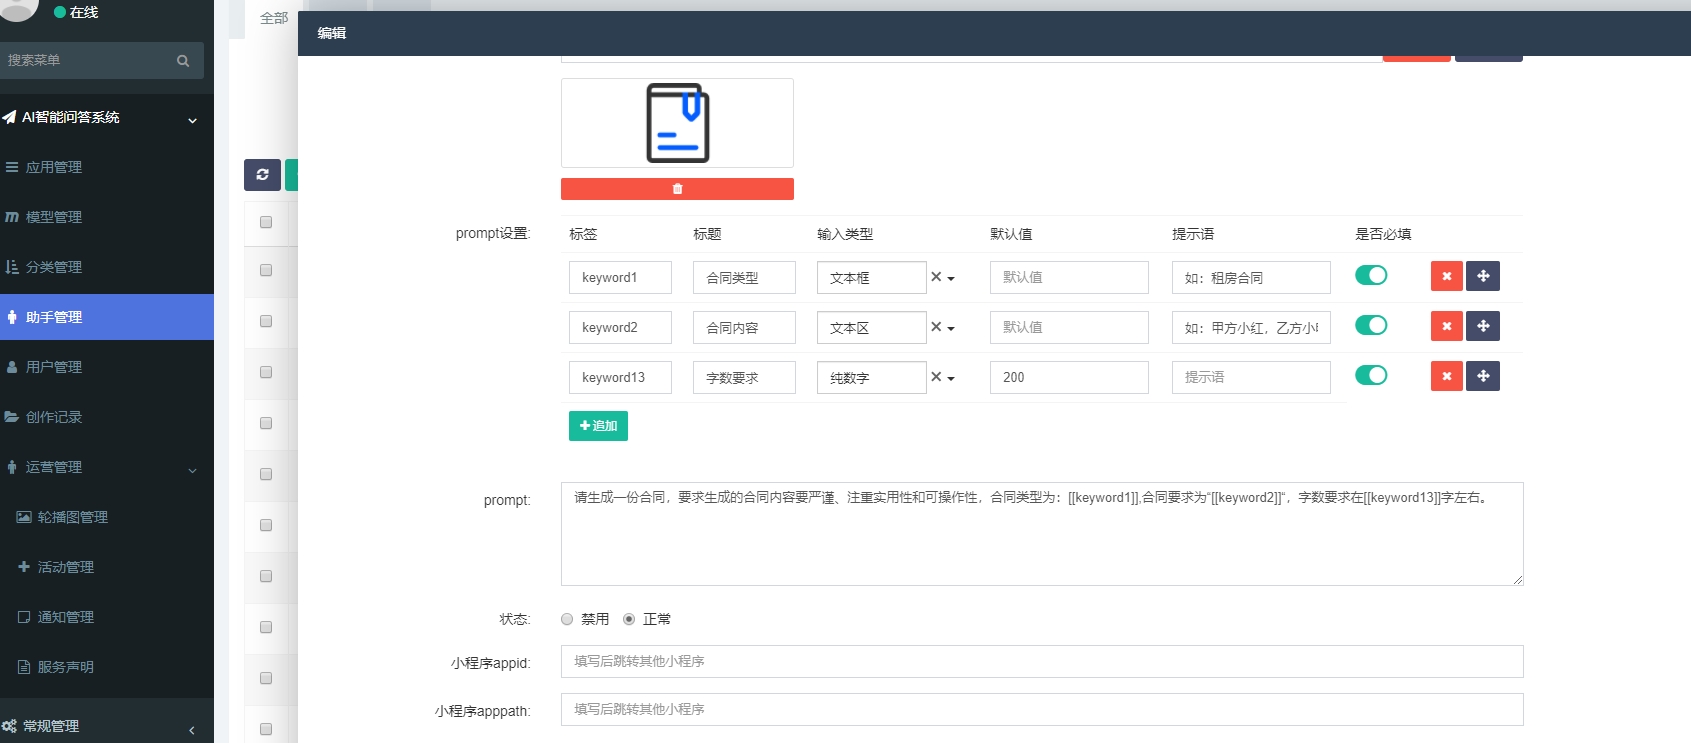 在线
全部
编辑
搜索菜单
AI智能问答系统
应用管理
模型管理
分类管理
助手管理
用户管理
创作记录
运营管理
轮播图管理
活动管理
通知管理
服务声明
常规管理
prompt设置:
标签 标题 输入类型 默认值 提示语 是否必填
keyword1 合同类型 文本框 默认值 如：租房合同
keyword2 合同内容 文本区 默认值 如：甲方小红，乙方小
keyword13 字数要求 纯数字 200 提示语
追加
prompt:
请生成一份合同，要求生成的合同内容要严谨、注重实用性和可操作性，合同类型为：[[keyword1]],合同要求为“[[keyword2]]“，字数要求在[[keyword13]]字左右。
状态: 禁用 正常
小程序appid: 填写后跳转其他小程序
小程序apppath: 填写后跳转其他小程序